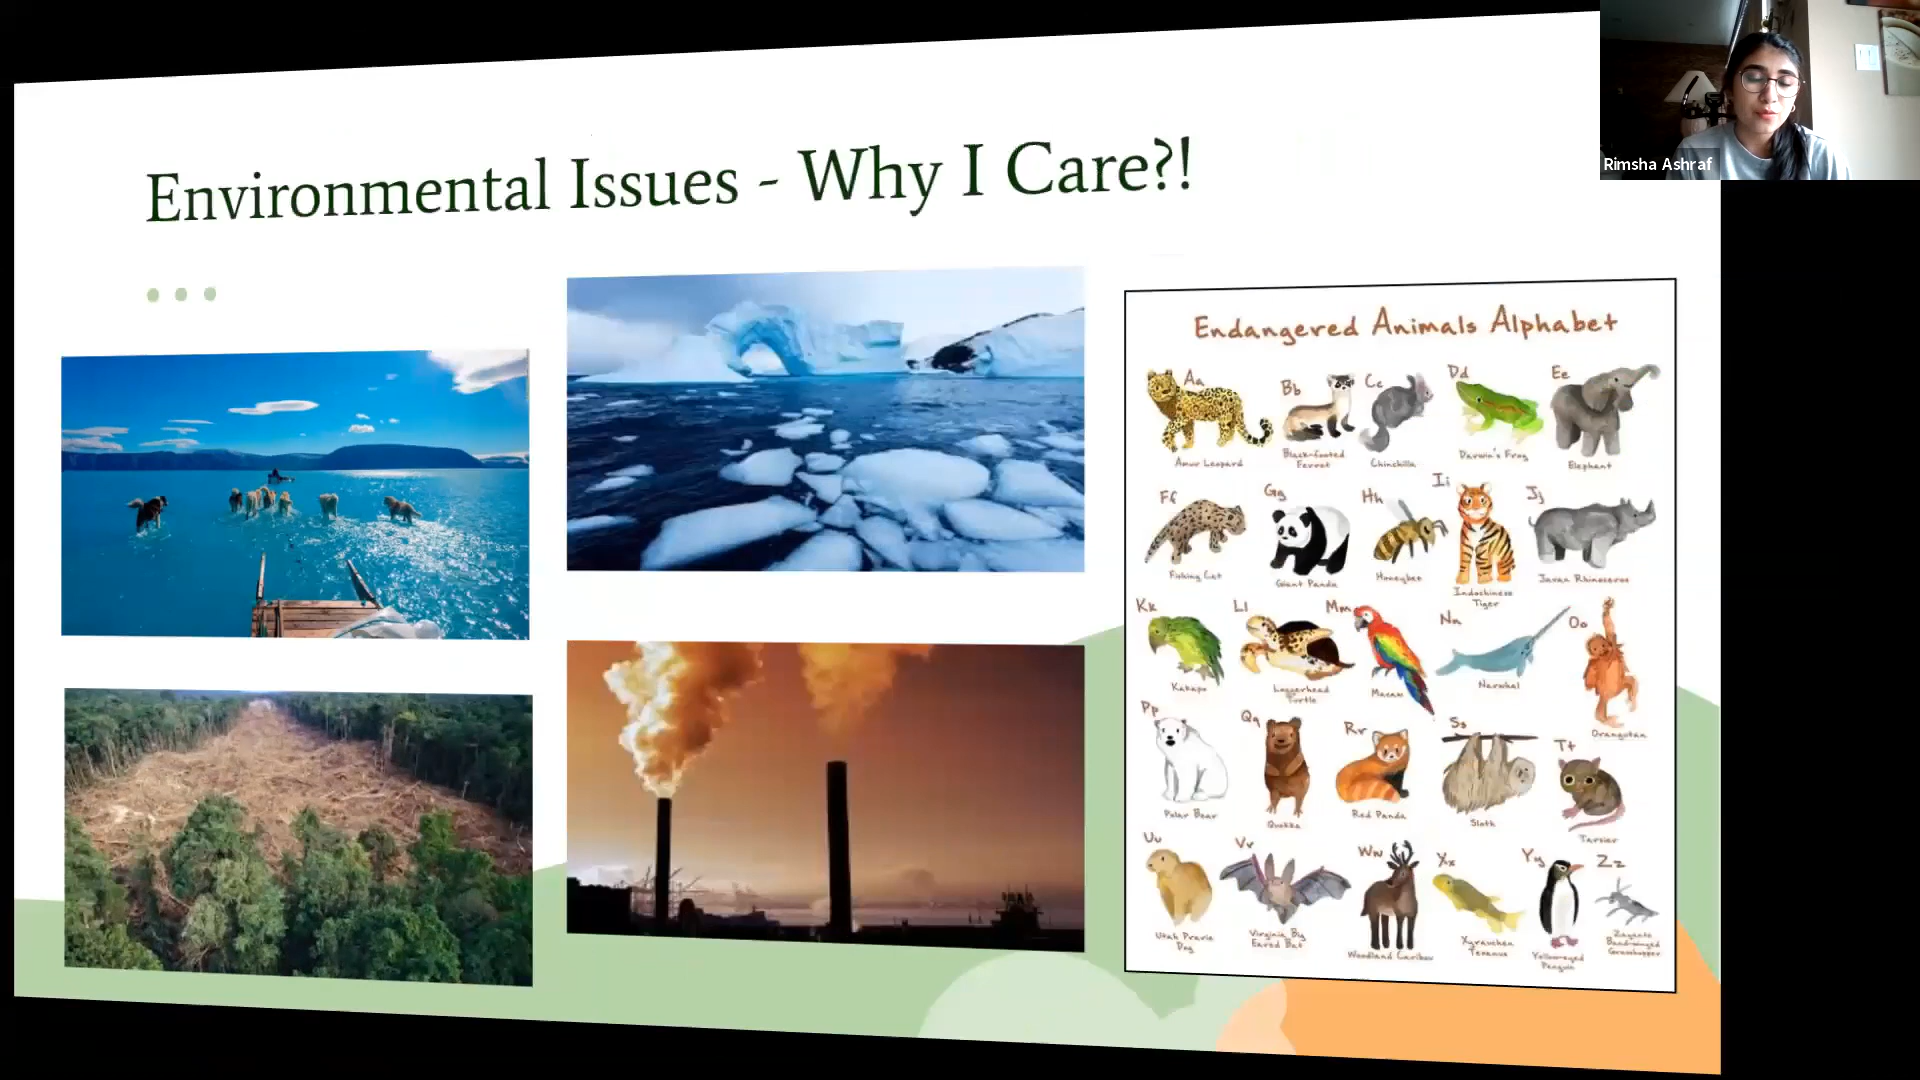 Environmental Issues - Why I Care?!
Rimsha Ashraf
Endangered Animals Alphabet
Aa
Amur Leopard
Bb
Black-footed
Ferret
Cc
Chinchilla
Dd
Darwin's Frog
Ee
Elephant
Ff
Fishing Cat
Gg
Giant Panda
Hh
Honeybee
Ii
Indochinese
Tiger
Jj
Javan Rhinoceros
Kk
Kakapo
Ll
Loggerhead
Turtle
Mm
Macaw
Nn
Narwhal
Oo
Orangutan
Pp
Polar Bear
Qq
Quokka
Rr
Red Panda
Ss
Sloth
Tt
Tarsier
Uu
Utah Prairie
Dog
Vv
Virginia Big
Eared Bat
Ww
Woodland Caribou
Xx
Xyrauchen
Texanus
Yy
Yellow-eyed
Penguin
Zz
Zayante
Band-winged
Grasshopper